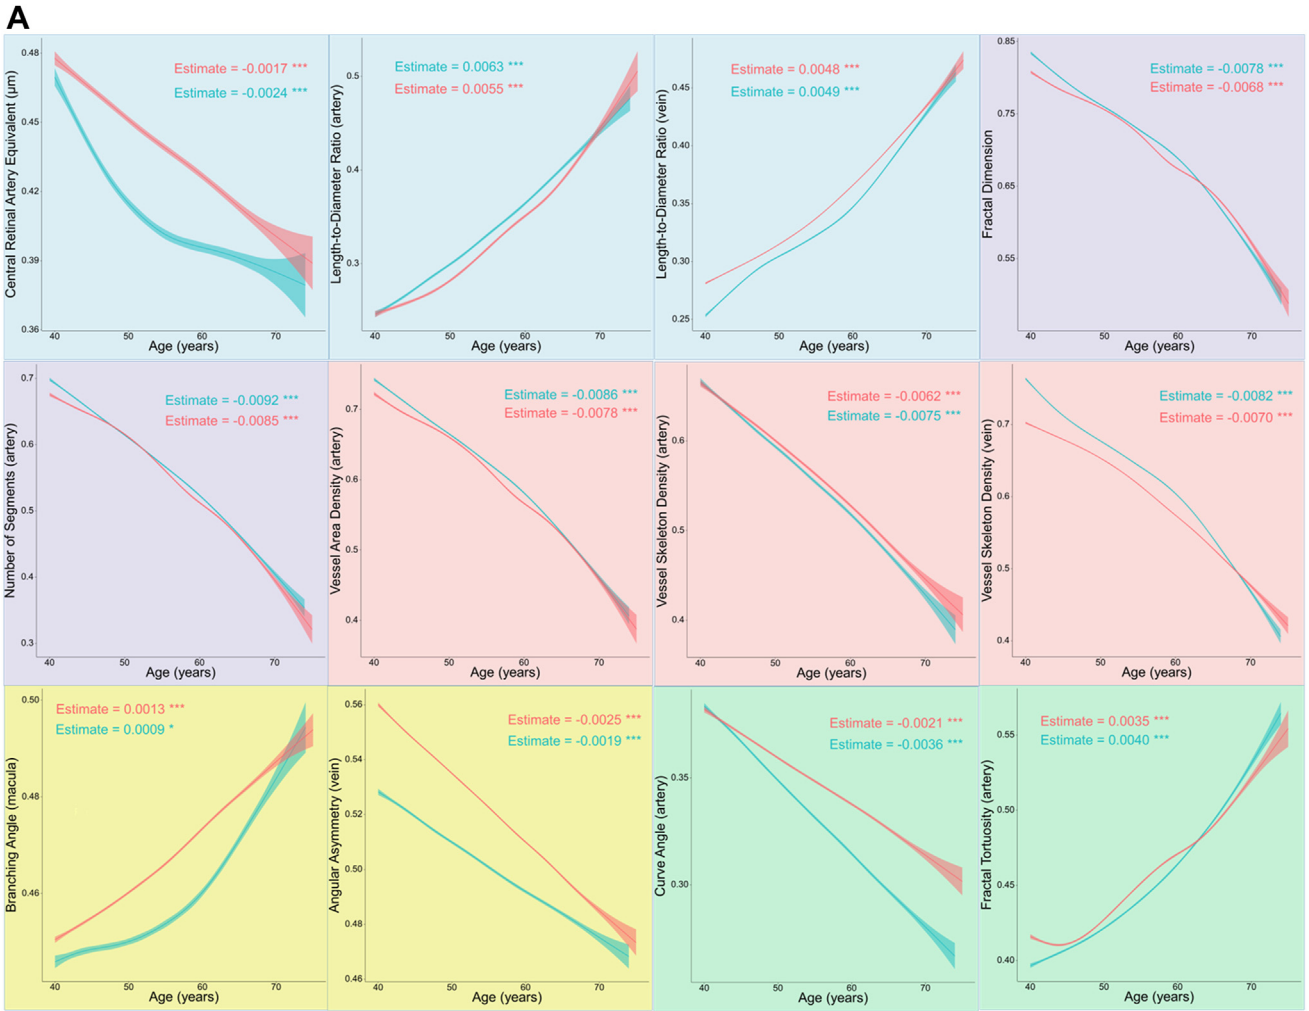 A
Central Retinal Artery Equivalent (μm)
0.48
0.45
0.42
0.39
0.36
Estimate = -0.0017 ***
Estimate = -0.0024 ***
40 50 60 70
Age (years)
Length-to-Diameter Ratio (artery)
0.5
0.4
0.3
Estimate = 0.0063 ***
Estimate = 0.0055 ***
40 50 60 70
Age (years)
Length-to-Diameter Ratio (vein)
0.45
0.40
0.35
0.30
0.25
Estimate = 0.0048 ***
Estimate = 0.0049 ***
40 50 60 70
Age (years)
Fractal Dimension
0.85
0.75
0.65
0.55
Estimate = -0.0078 ***
Estimate = -0.0068 ***
40 50 60 70
Age (years)
Number of Segments (artery)
0.7
0.6
0.5
0.4
0.3
Estimate = -0.0092 ***
Estimate = -0.0085 ***
40 50 60 70
Age (years)
Vessel Area Density (artery)
0.7
0.6
0.5
0.4
Estimate = -0.0086 ***
Estimate = -0.0078 ***
40 50 60 70
Age (years)
Vessel Skeleton Density (artery)
0.6
0.5
0.4
Estimate = -0.0062 ***
Estimate = -0.0075 ***
40 50 60 70
Age (years)
Vessel Skeleton Density (vein)
0.7
0.6
0.5
0.4
Estimate = -0.0082 ***
Estimate = -0.0070 ***
40 50 60 70
Age (years)
Branching Angle (macula)
0.50
0.48
0.46
Estimate = 0.0013 ***
Estimate = 0.0009 *
40 50 60 70
Age (years)
Angular Asymmetry (vein)
0.56
0.54
0.52
0.50
0.48
0.46
Estimate = -0.0025 ***
Estimate = -0.0019 ***
40 50 60 70
Age (years)
Curve Angle (artery)
0.35
0.30
Estimate = -0.0021 ***
Estimate = -0.0036 ***
40 50 60 70
Age (years)
Fractal Tortuosity (artery)
0.55
0.50
0.45
0.40
Estimate = 0.0035 ***
Estimate = 0.0040 ***
40 50 60 70
Age (years)